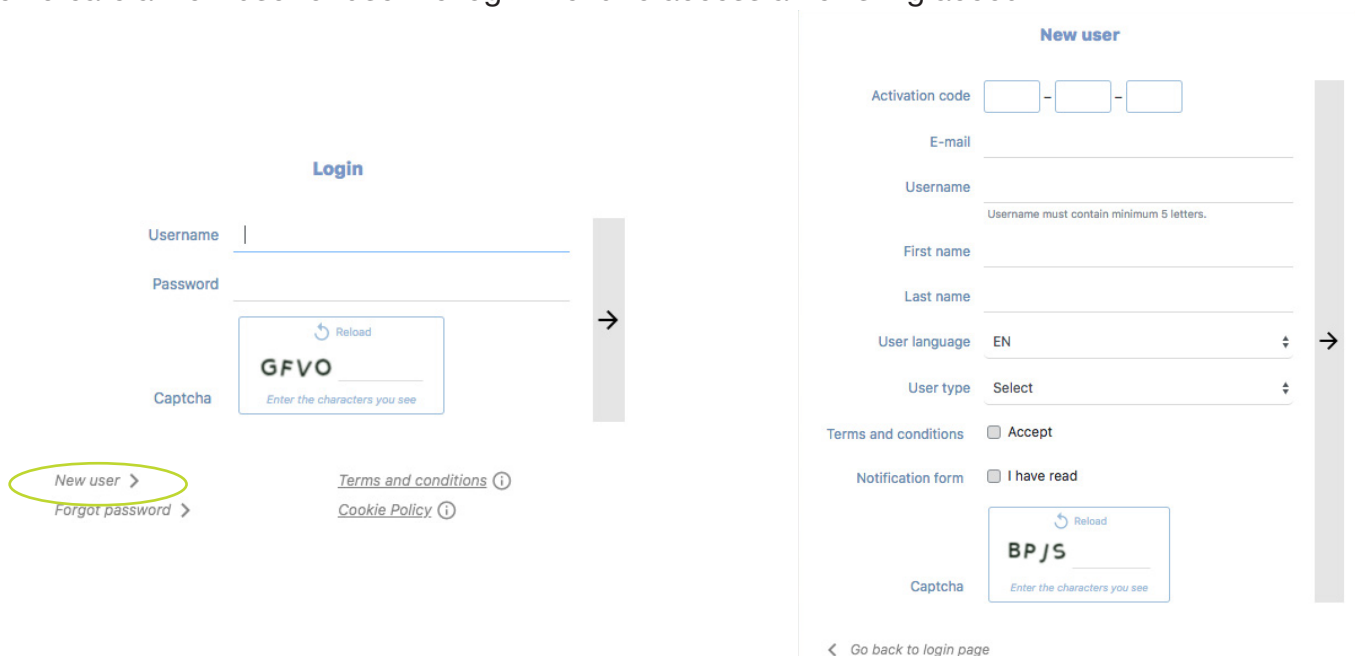 Login
Username
Password
Reload
GFVO
Captcha
Enter the characters you see
New user
Terms and conditions
Forgot password
Cookie Policy
New user
Activation code – –
E-mail
Username
Username must contain minimum 5 letters.
First name
Last name
User language EN
User type Select
Terms and conditions Accept
Notification form I have read
Reload
BPJS
Captcha
Enter the characters you see
Go back to login page